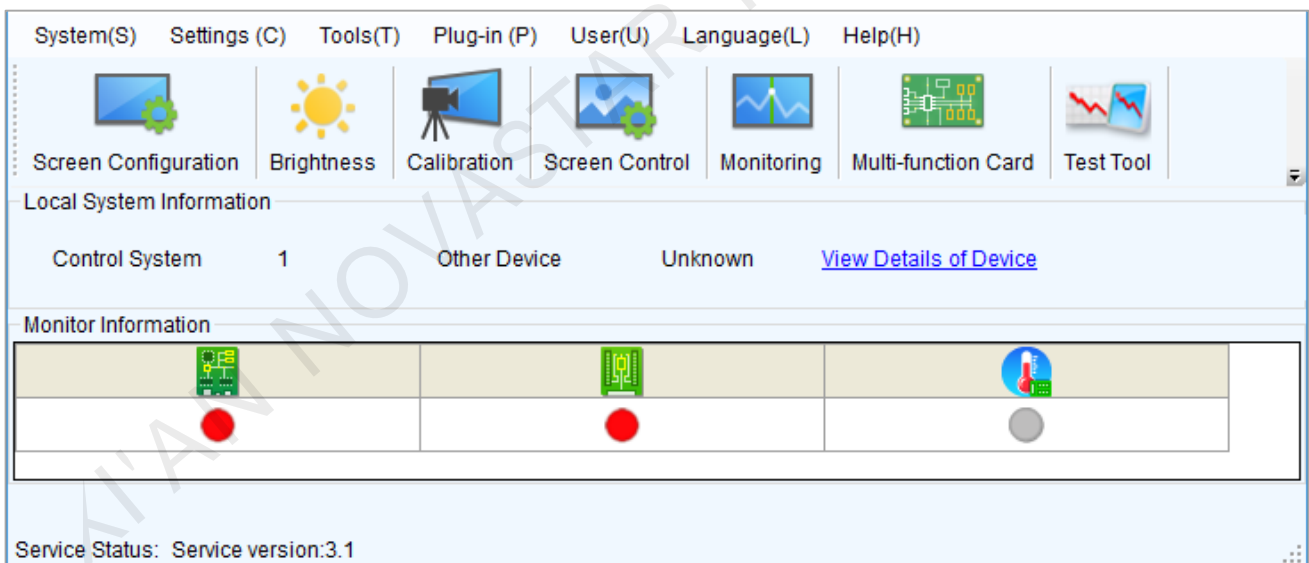 System(S) Settings (C) Tools(T) Plug-in (P) User(U) Language(L) Help(H)
Screen Configuration Brightness Calibration Screen Control Monitoring Multi-function Card Test Tool
Local System Information
Control System 1 Other Device Unknown View Details of Device
Monitor Information
Service Status: Service version:3.1
XI'AN NOVASTAR